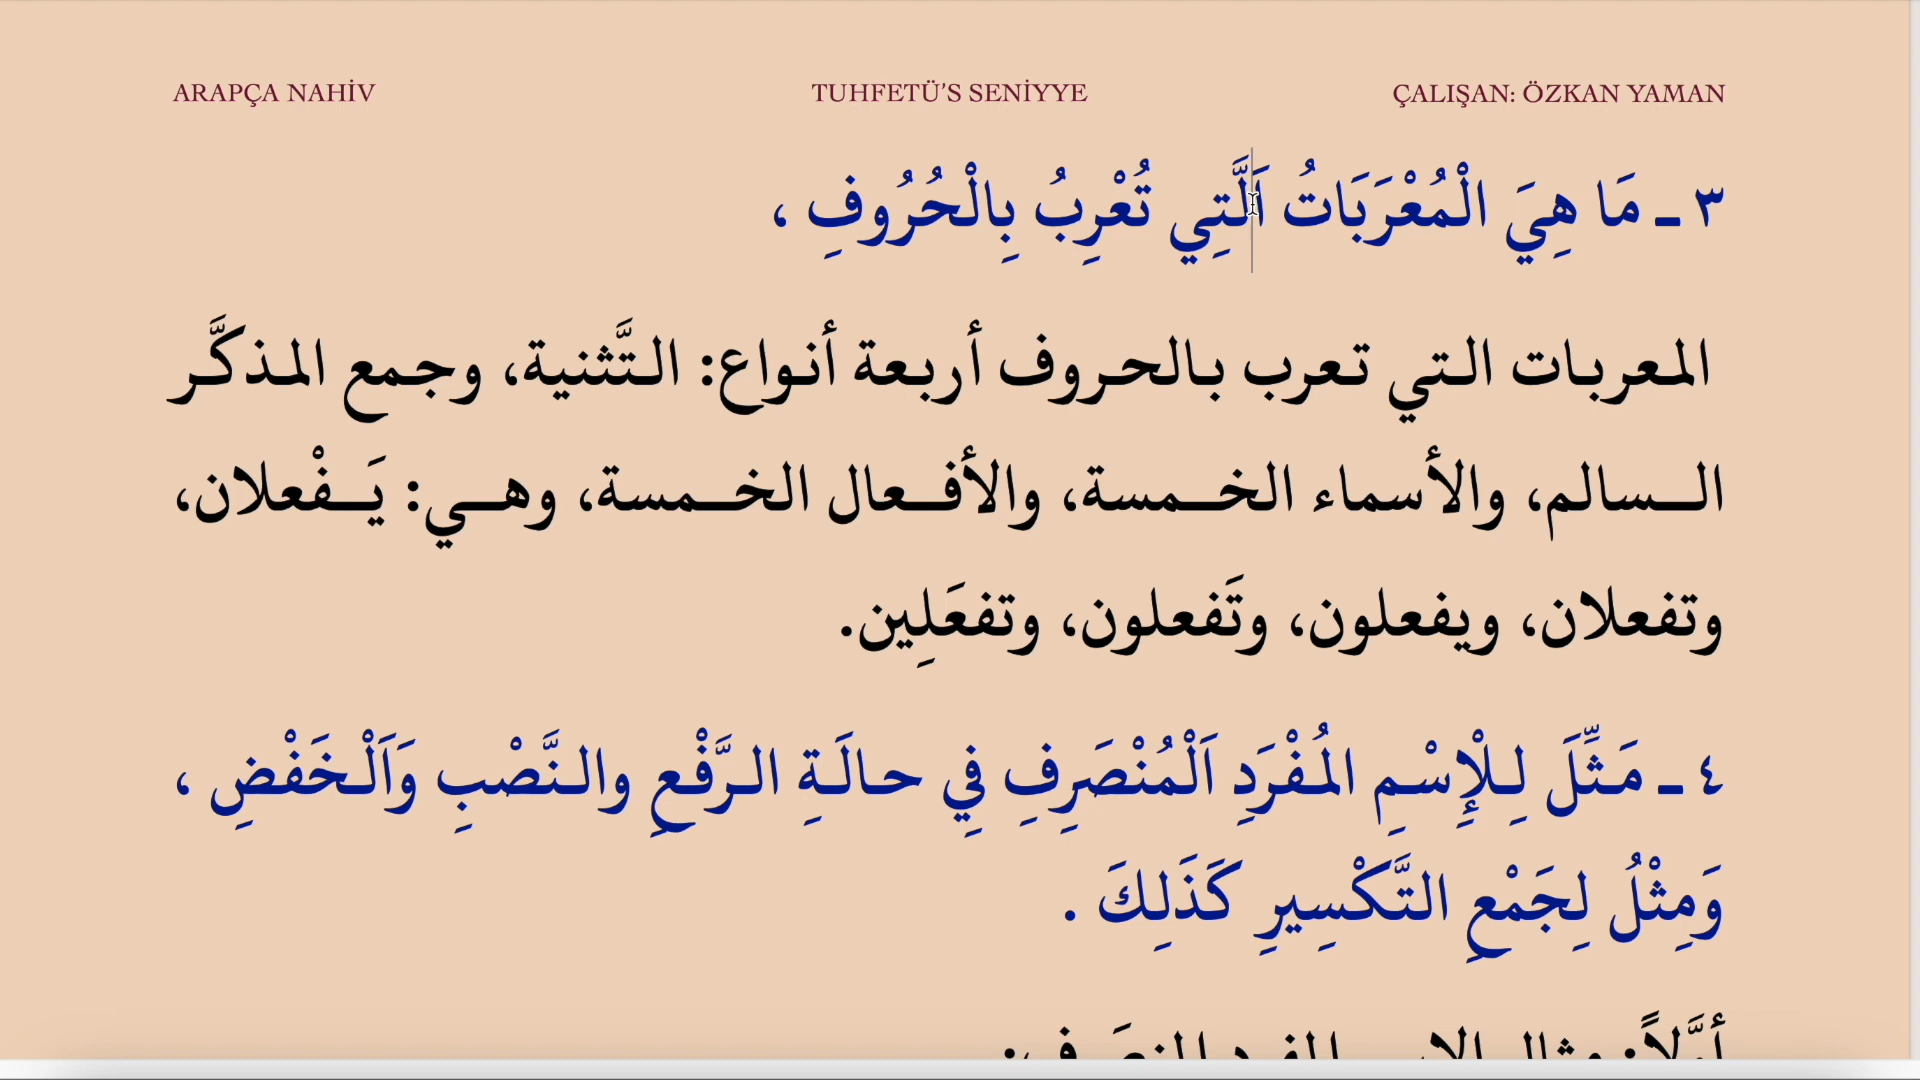 ARAPÇA NAHİV TUHFETÜ’S SENİYYE ÇALIŞAN: ÖZKAN YAMAN
٣ ـ مَا هِيَ الْمُعْرَبَاتُ اَلَّتِي تُعْرِبُ بِالْحُرُوفِ ،
المعربات التي تعرب بالحروف أربعة أنواع: التَّثنية، وجمع المذكَّر
السالم، والأسماء الخمسة، والأفعال الخمسة، وهي: يَفْعلان،
وتفعلان، ويفعلون، وتَفعلون، وتفعَلِين.
٤ ـ مَثِّلَ لِلْإِسْمِ المُفْرَدِ اَلْمُنْصَرِفِ فِي حالَةِ الرَّفْعِ والنَّصْبِ وَاَلْخَفْضِ ،
وَمِثْلُ لِجَمْعِ التَّكْسِيرِ كَذَلِكَ .